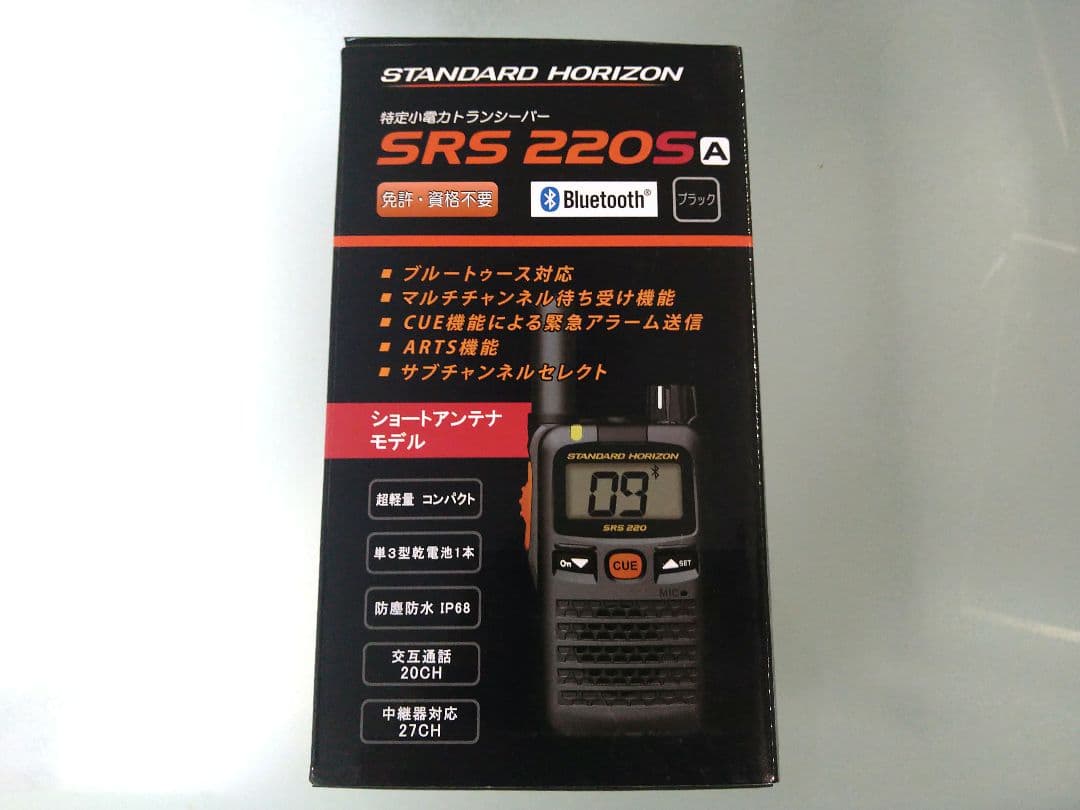 STANDARD HORIZON
特定小電力トランシーバー
SRS 220S A
免許・資格不要
Bluetooth®
ブラック
■ ブルートゥース対応
■ マルチチャンネル待ち受け機能
■ CUE機能による緊急アラーム送信
■ ARTS機能
■ サブチャンネルセレクト
ショートアンテナ
モデル
STANDARD HORIZON
09
SRS 220
超軽量 コンパクト
単3型乾電池1本
防塵防水 IP68
交互通話
20CH
中継器対応
27CH
CUE
SET
MIC